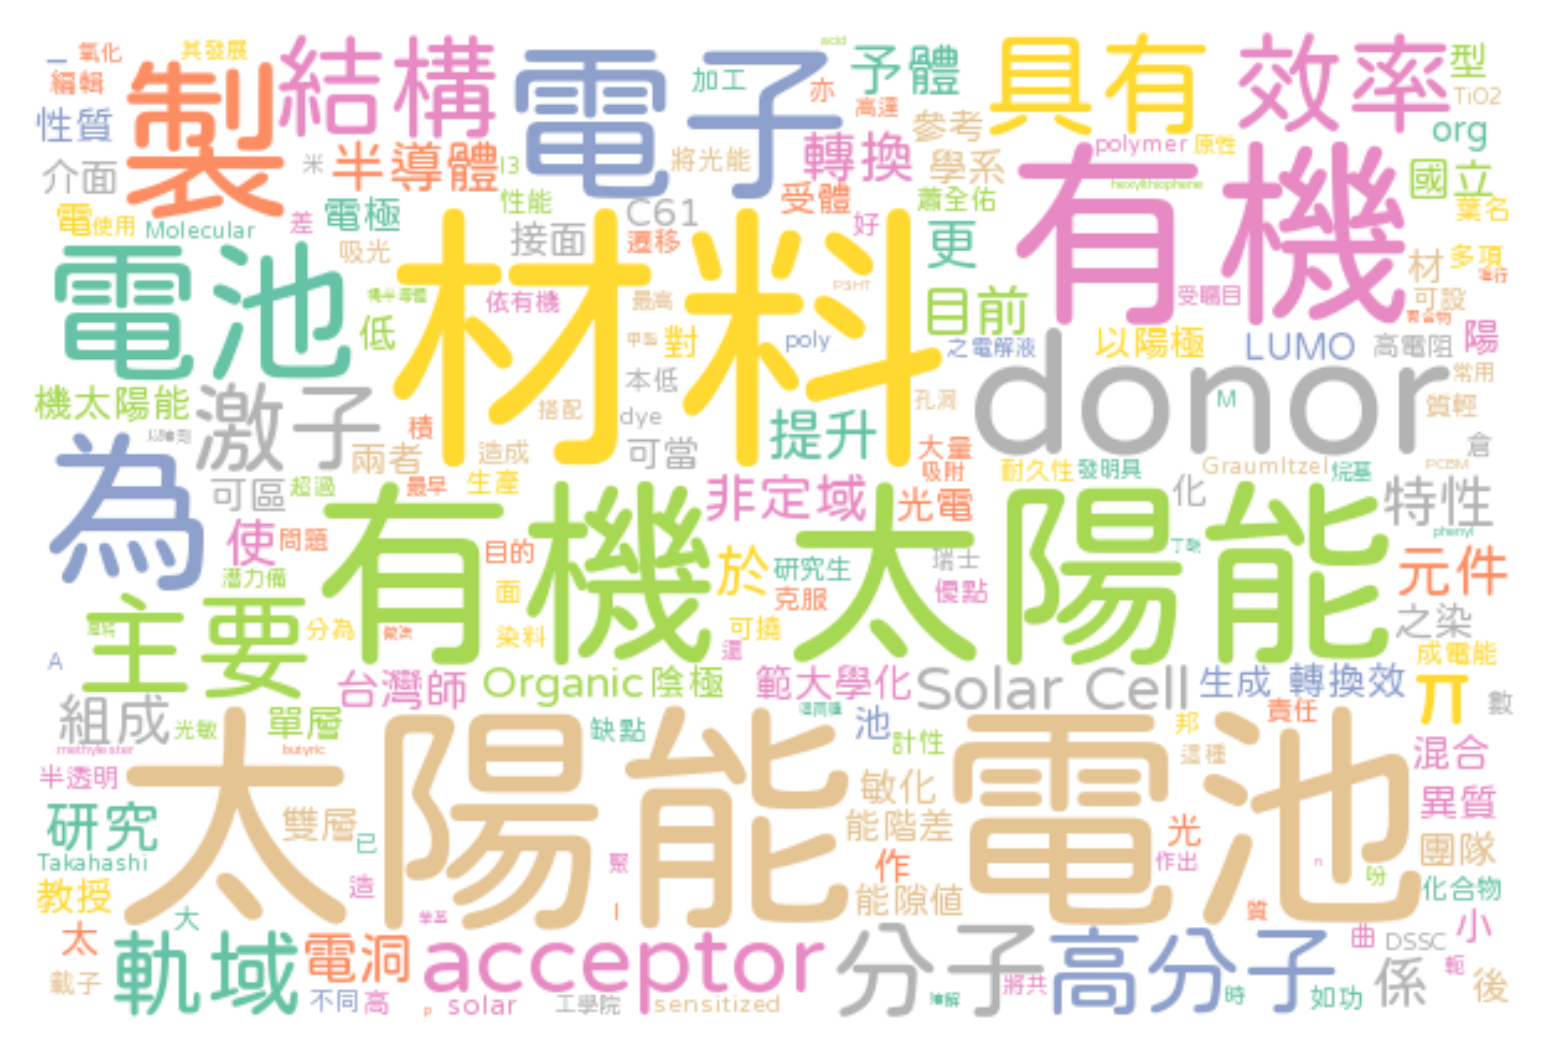 氧化
其發展
acid
編輯
製
結構
電子
加工
亦
予體
高達
具有
效率
型
TiO2
性質
參考
org
介面
米
半導體
I3
將光能
轉換
學系
polymer
原性
有機
國立
電
使用
Molecular
差
電極
性能
C61
受體
好
蕭全佑
hexylthiophene
葉名
吸光
接面
遷移
更
材
多項
電池
材料
依有機
最高
P3HT
目前
受矚目
可設
低
對
poly
之電解液
以陽極
LUMO
高電阻
陽
機太陽能
激子
本低
donor
常用
搭配
dye
孔洞
M
質輕
積
提升
為
兩者
造成
可當
大量
吸附
耐久性
發明具
Graumltzel
烷基
PCBM
倉
可區
超過
最早
生產
非定域
光電
化
特性
使
問題
有機太陽能
目的
於
研究生
瑞士
phenyl
元件
潛力備
面
克服
優點
主要
分為
染料
可撓
之染
A
還
成電能
台灣師
Organic
陰極
範大學化
Solar Cell
生成
轉換效
π
數
組成
光敏
單層
缺點
池
計性
邦
責任
methylester
butyric
這種
混合
半透明
太陽能電池
敏化
異質
研究
雙層
已
能階差
光
團隊
Takahashi
聚
作
作出
n
吩
化合物
教授
造
能隙值
質
小
大
I
太
軌域
電洞
acceptor
分子
高分子
曲
DSSC
軛
載子
不同
高
p
solar
工學院
sensitized
將共
時
如功
係
後